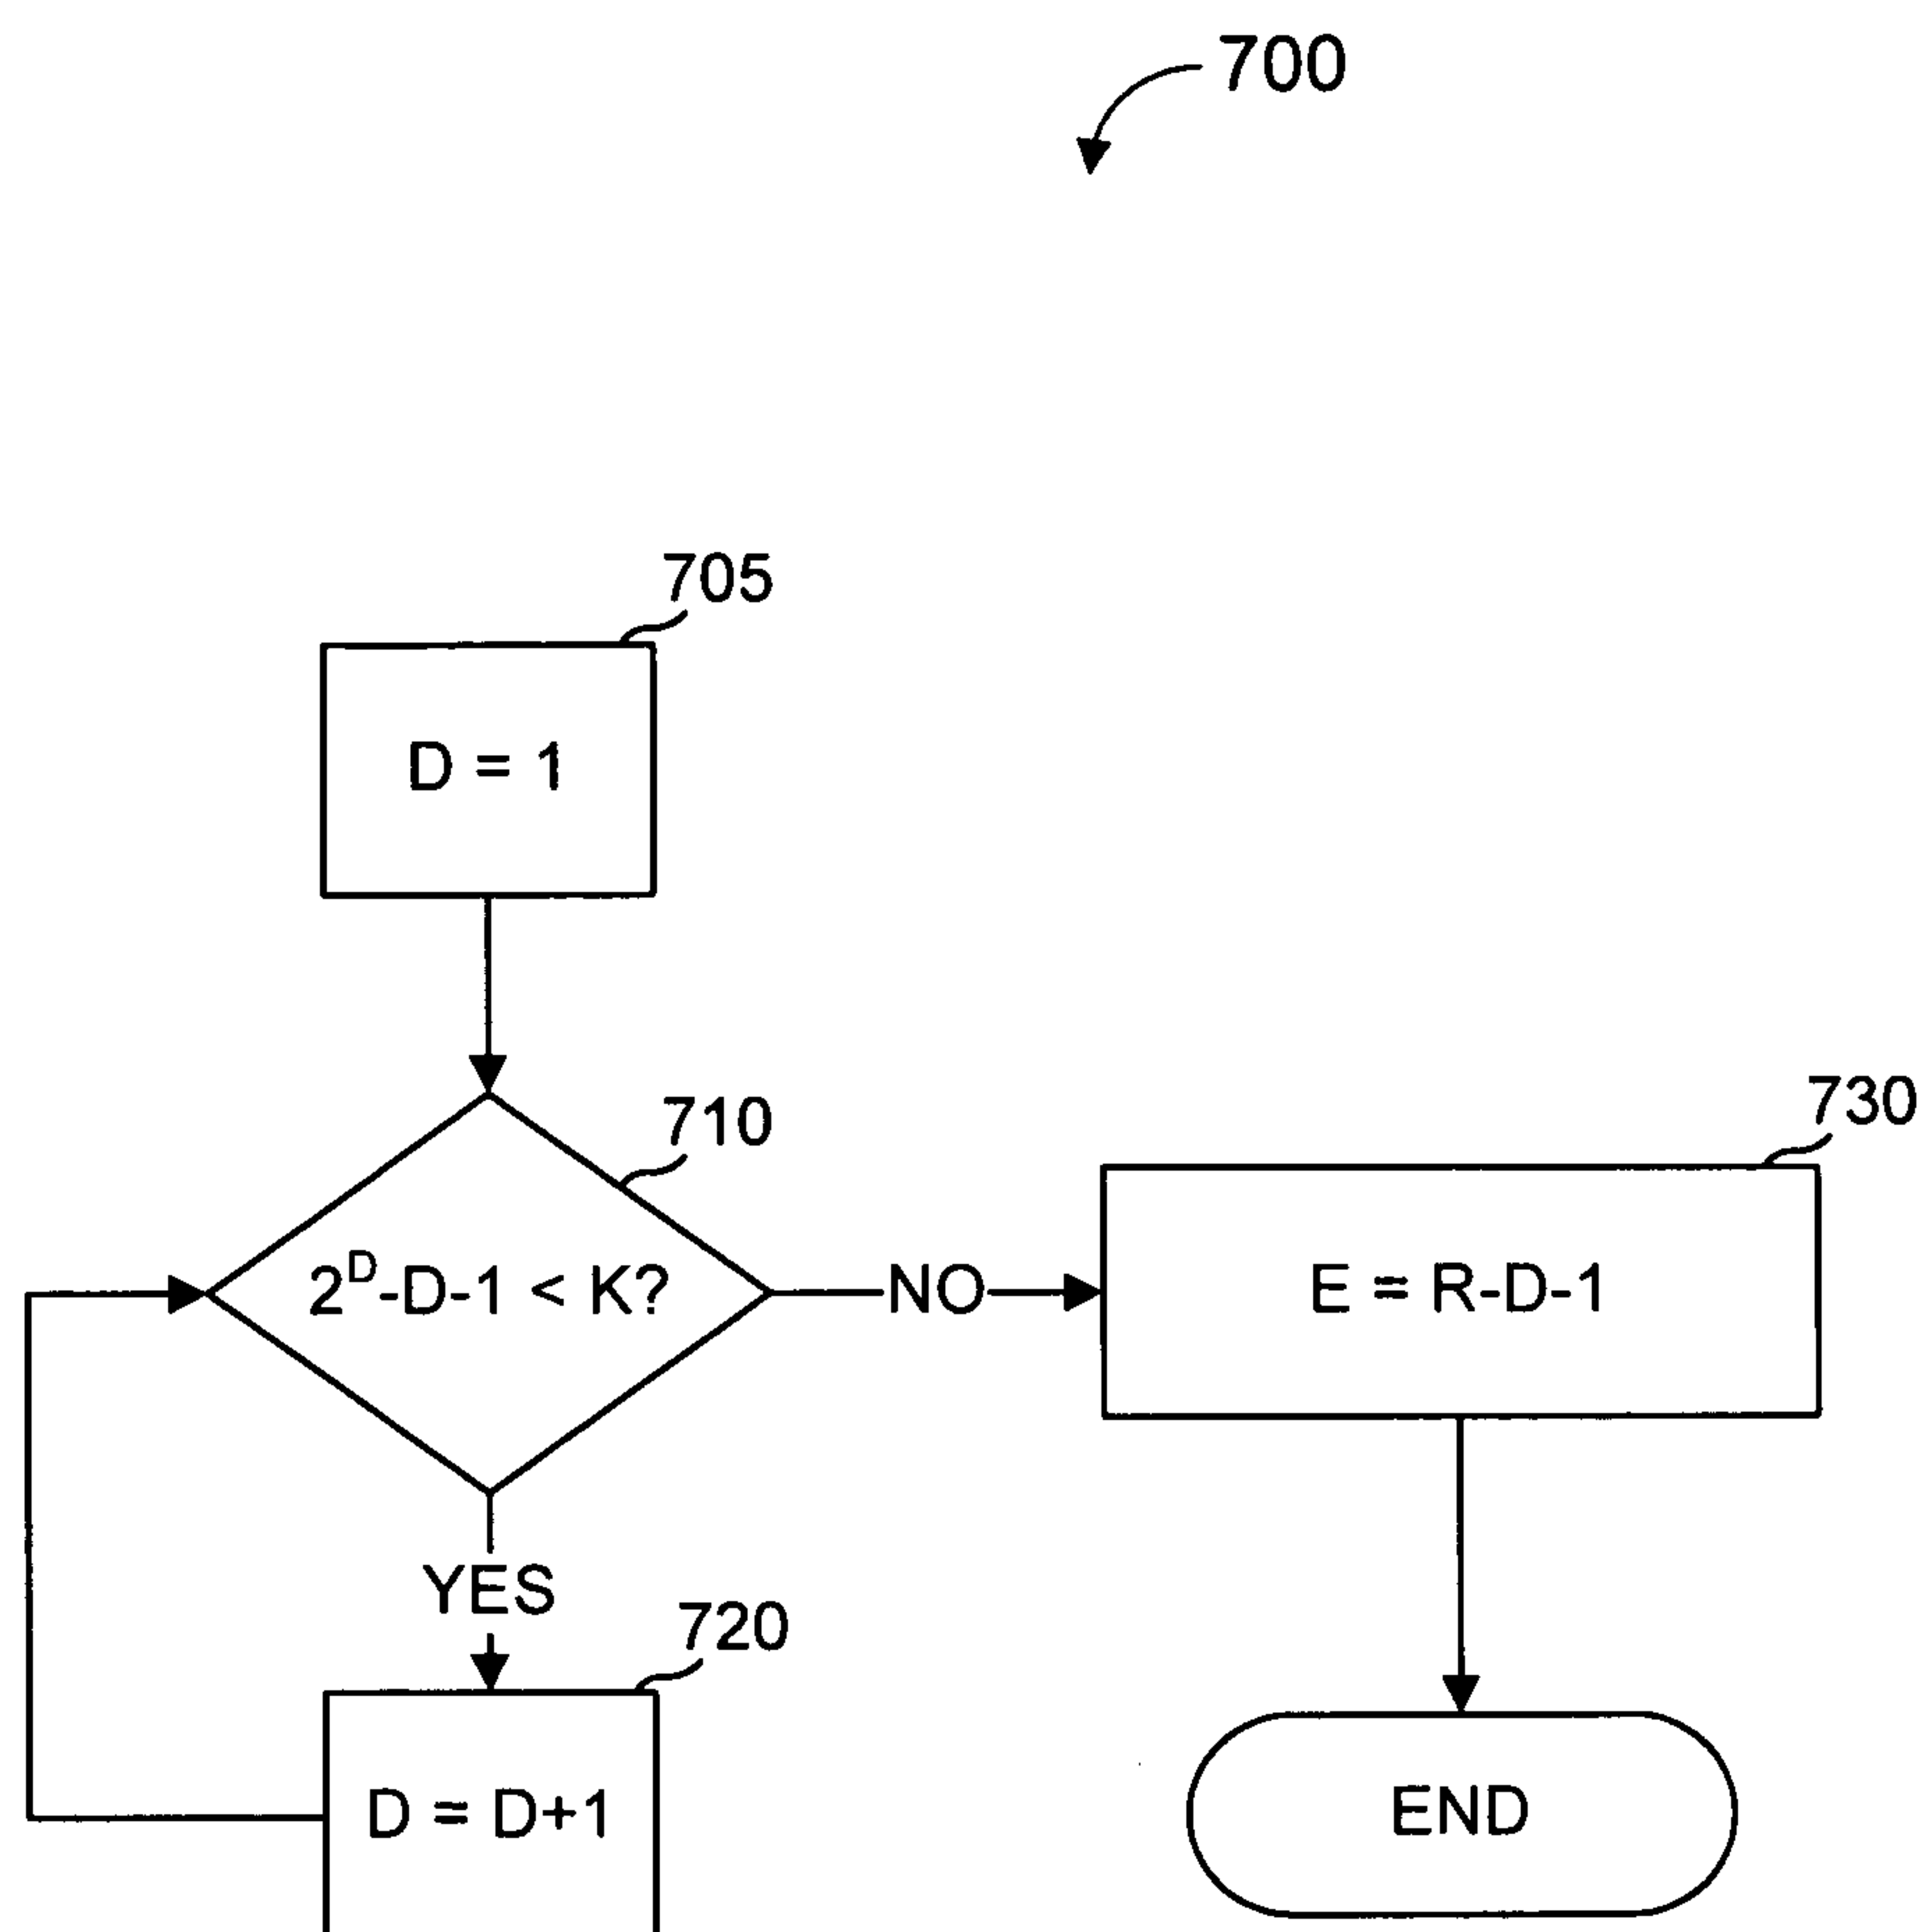 700
705
D = 1
710
730
2^D-D-1 < K?
NO
E = R-D-1
YES
720
D = D+1
END